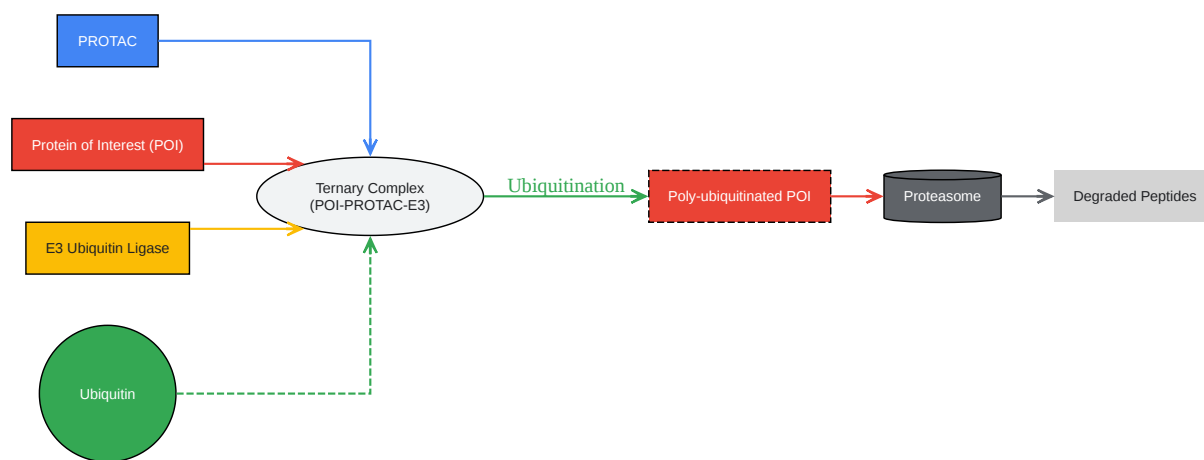 PROTAC
Protein of Interest (POI)
E3 Ubiquitin Ligase
Ubiquitin
Ternary Complex
(POI-PROTAC-E3)
Ubiquitination
Poly-ubiquitinated POI
Proteasome
Degraded Peptides